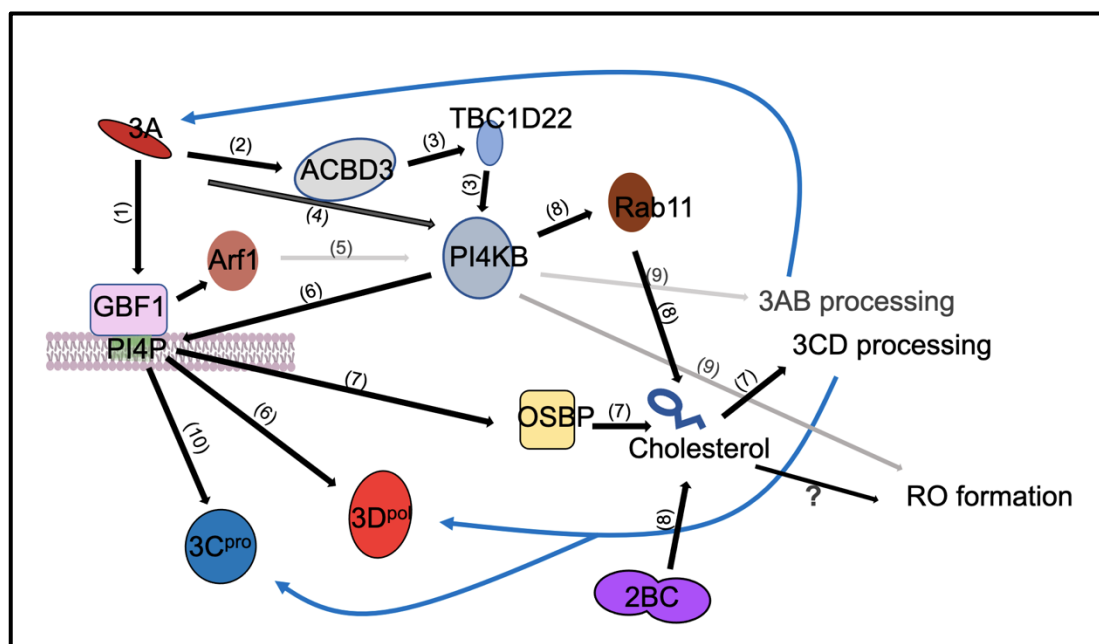 3A
TBC1D22
(2)
(3)
ACBD3
(3)
(1)
(4)
(8)
Rab11
Arf1
(5)
PI4KB
(9)
GBF1
(6)
3AB processing
(8)
PI4P
3CD processing
(7)
(9)
(7)
(6)
OSBP
(7)
(10)
Cholesterol
?
RO formation
3Dpol
(8)
3Cpro
2BC